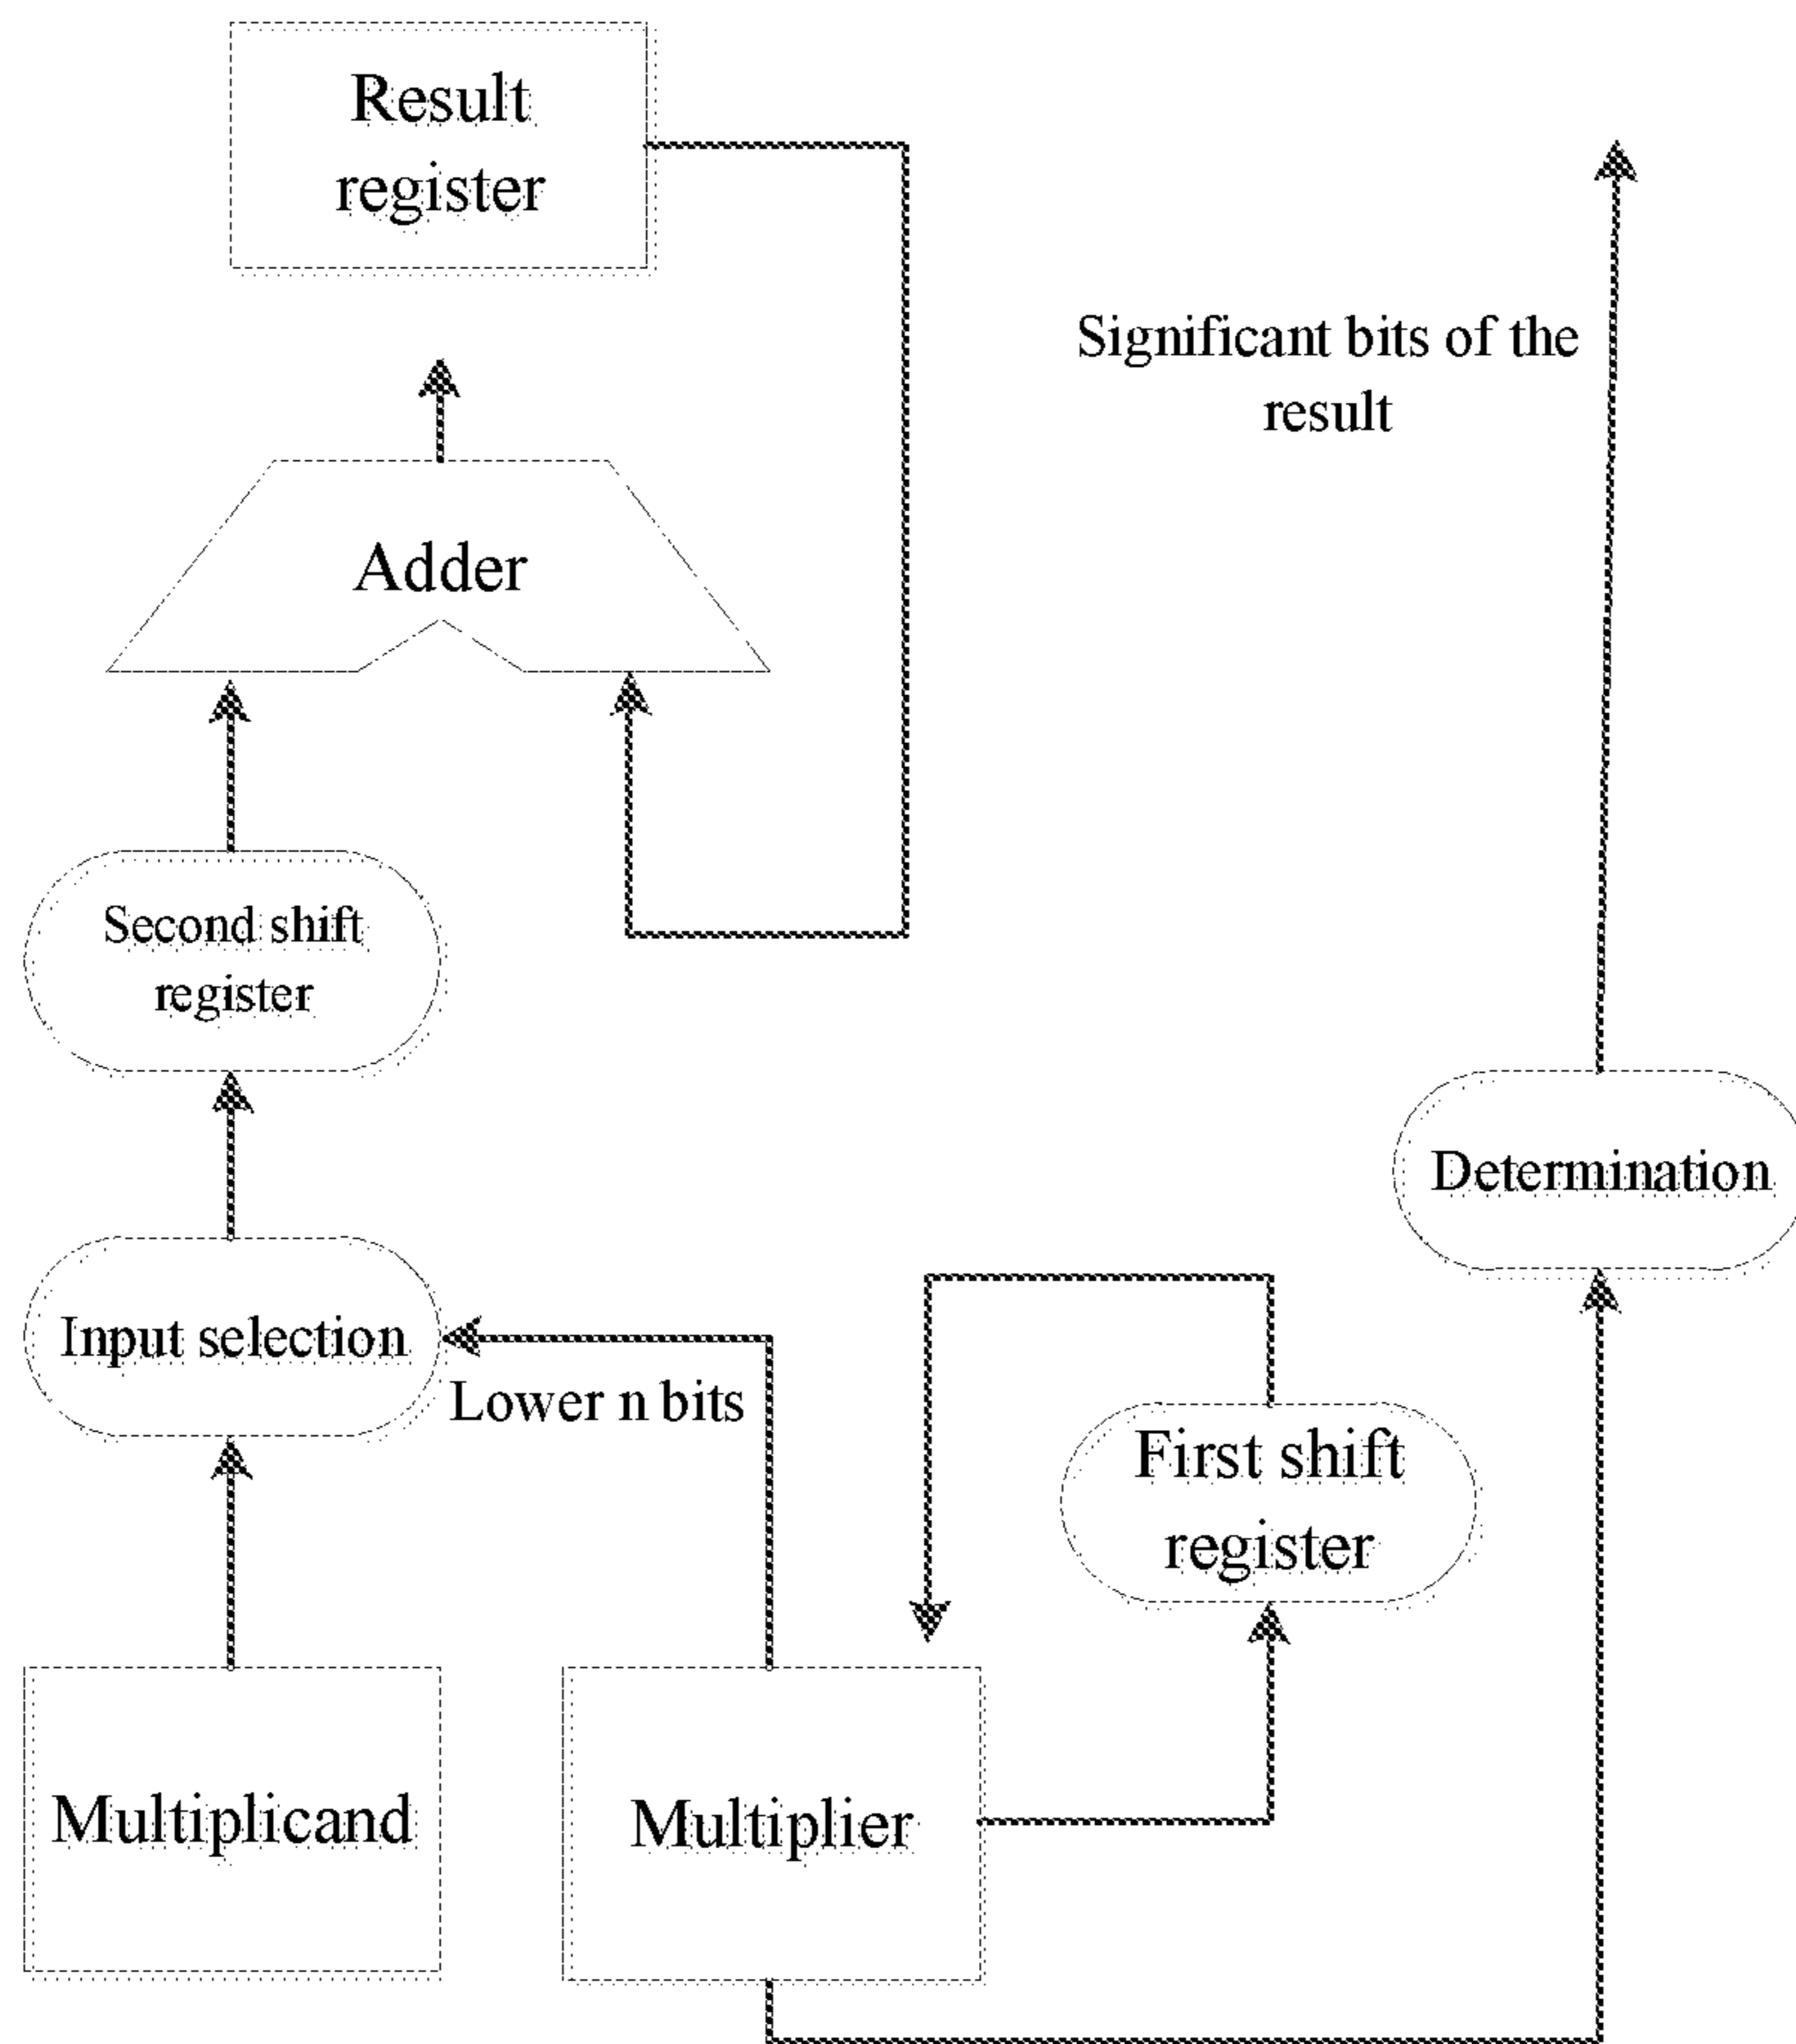 Result
register
Significant bits of the
result
Adder
Second shift
register
Determination
Input selection
Lower n bits
First shift
register
Multiplicand
Multiplier